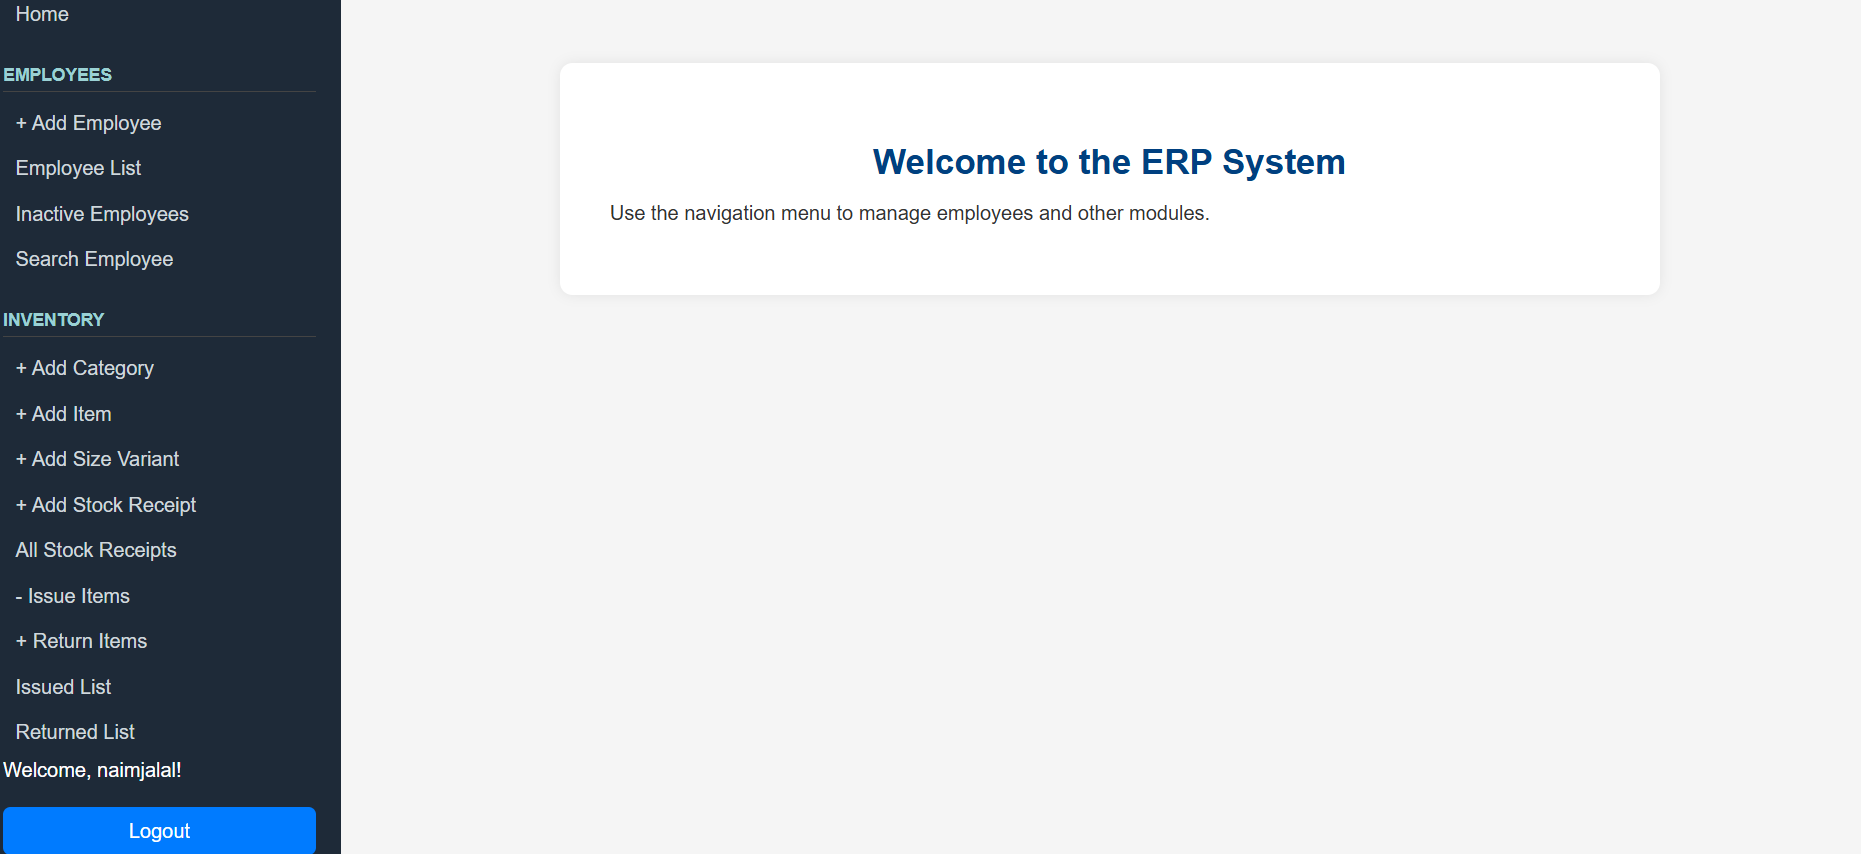 Home
EMPLOYEES
+ Add Employee
Employee List
Inactive Employees
Search Employee
INVENTORY
+ Add Category
+ Add Item
+ Add Size Variant
+ Add Stock Receipt
All Stock Receipts
- Issue Items
+ Return Items
Issued List
Returned List
Welcome, naimjalal!
Logout
Welcome to the ERP System
Use the navigation menu to manage employees and other modules.